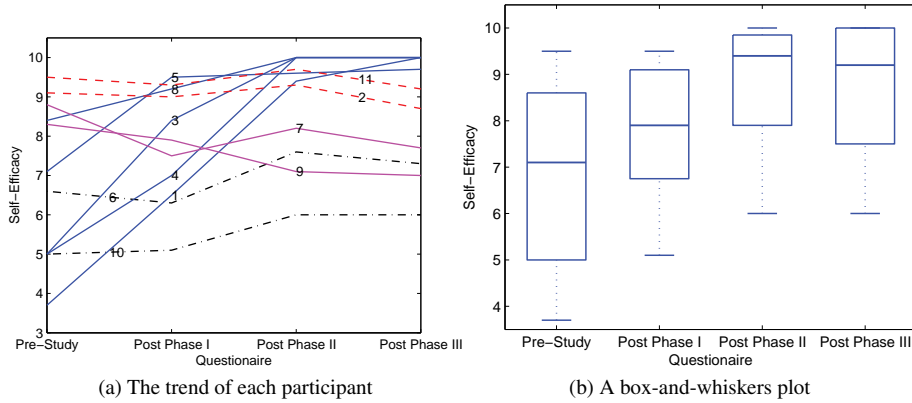 10
9
8
7
6
5
4
3
Self-Efficacy
5
8
3
4
1
6
10
7
9
11
2
Pre-Study
Post Phase I
Post Phase II
Post Phase III
Questionaire
(a) The trend of each participant
10
9
8
7
6
5
4
Self-Efficacy
Pre-Study
Post Phase I
Post Phase II
Post Phase III
Questionaire
(b) A box-and-whiskers plot